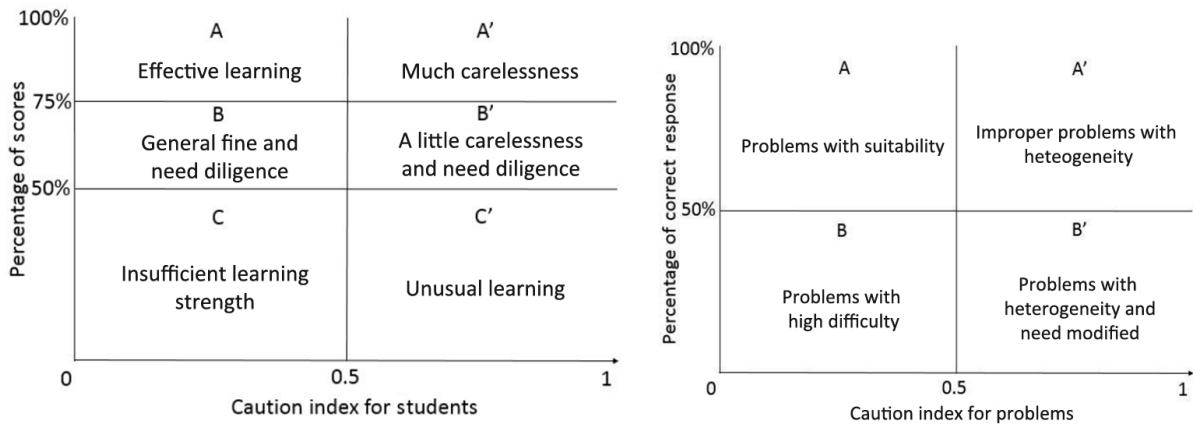 100%
A
A’
Effective learning
Much carelessness
75%
B
B’
General fine and
need diligence
A little carelessness
and need diligence
50%
C
C’
Insufficient learning
strength
Unusual learning
Percentage of scores
0
0.5
1
Caution index for students
100%
A
A’
Problems with suitability
Improper problems with
heteogeneity
50%
B
B’
Problems with
high difficulty
Problems with
heterogeneity and
need modified
Percentage of correct response
0
0.5
1
Caution index for problems